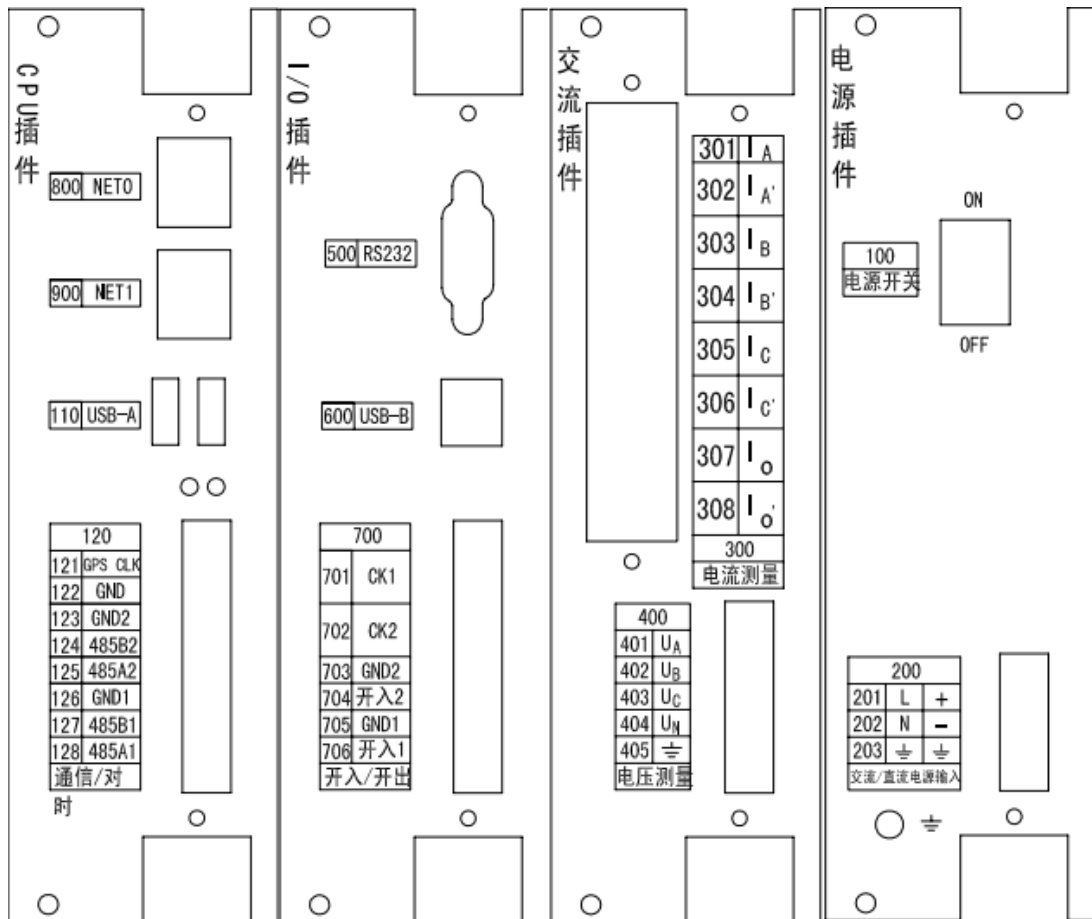 CPU插件
800 NET0
900 NET1
110 USB-A
120
121 GPS CLK
122 GND
123 GND2
124 485B2
125 485A2
126 GND1
127 485B1
128 485A1
通信/对
时
I/O插件
500 RS232
600 USB-B
700
701 CK1
702 CK2
703 GND2
704 开入2
705 GND1
706 开入1
开入/开出
交流插件
301 IA
302 IA'
303 IB
304 IB'
305 IC
306 IC'
307 IO
308 IO'
300
电流测量
400
401 UA
402 UB
403 UC
404 UN
405 ⏚
电压测量
电源插件
ON
100
电源开关
OFF
200
201 L +
202 N −
203 ⏚ ⏚
交流/直流电源输入
⏚